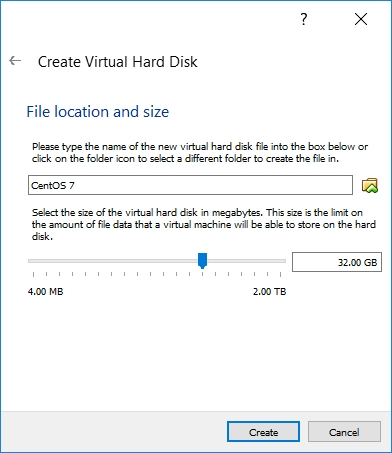 ?
Create Virtual Hard Disk
File location and size
Please type the name of the new virtual hard disk file into the box below or
click on the folder icon to select a different folder to create the file in.
CentOS 7
Select the size of the virtual hard disk in megabytes. This size is the limit on
the amount of file data that a virtual machine will be able to store on the hard
disk.
32.00 GB
4.00 MB 2.00 TB
Create Cancel